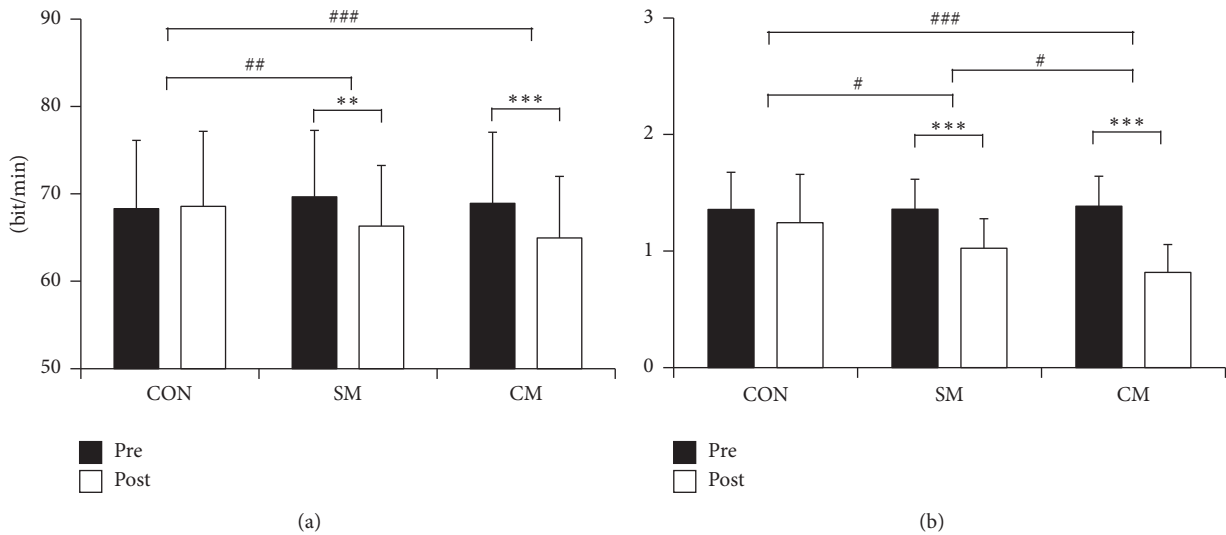 90
80
70
60
50
(bit/min)
###
##
**
***
CON
SM
CM
Pre
Post
(a)
3
2
1
0
###
#
#
***
***
CON
SM
CM
Pre
Post
(b)